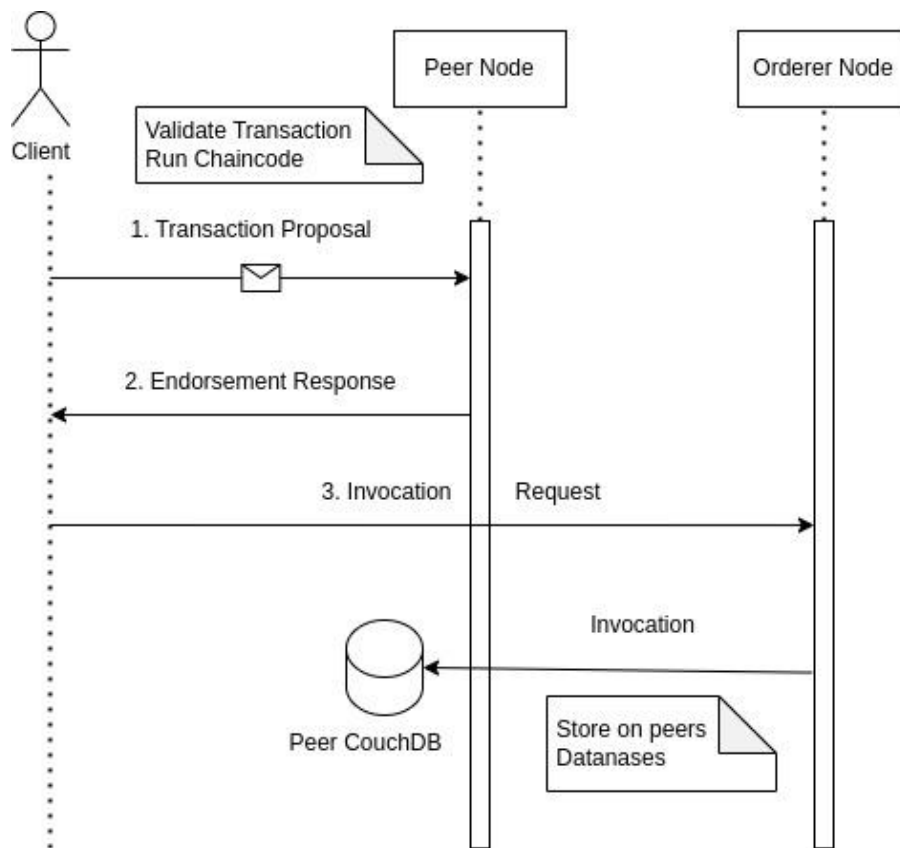 Peer Node
Orderer Node
Client
Validate Transaction
Run Chaincode
1. Transaction Proposal
2. Endorsement Response
3. Invocation Request
Invocation
Peer CouchDB
Store on peers
Datanases